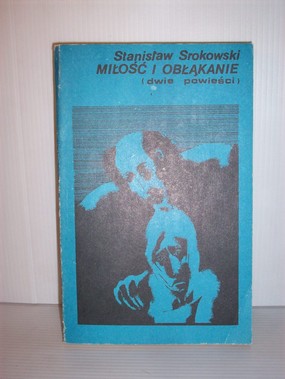 Stanisław Srokowski
MIŁOŚĆ I OBŁĄKANIE
(dwie powieści)